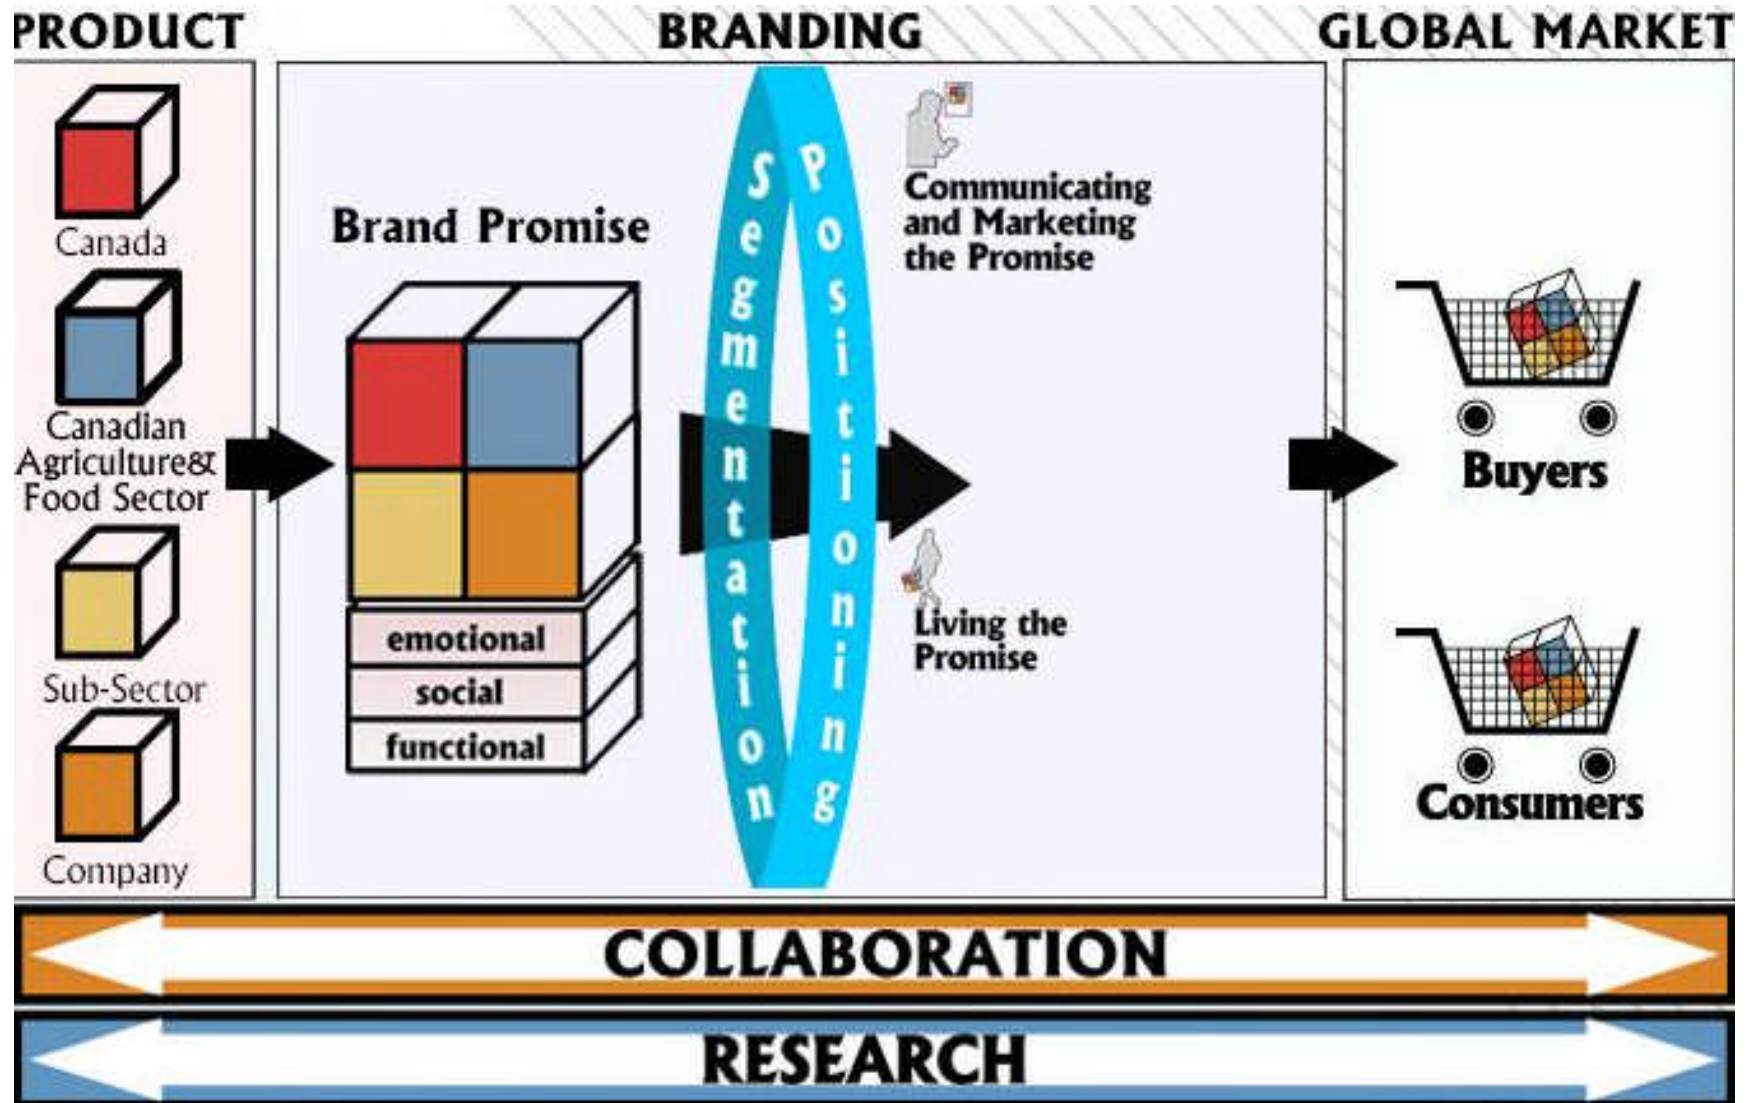 PRODUCT
BRANDING
GLOBAL MARKET
Canada
Canadian
Agriculture&
Food Sector
Sub-Sector
Company
Brand Promise
emotional
social
functional
Segmentation
Positioning
Communicating
and Marketing
the Promise
Living the
Promise
Buyers
Consumers
COLLABORATION
RESEARCH